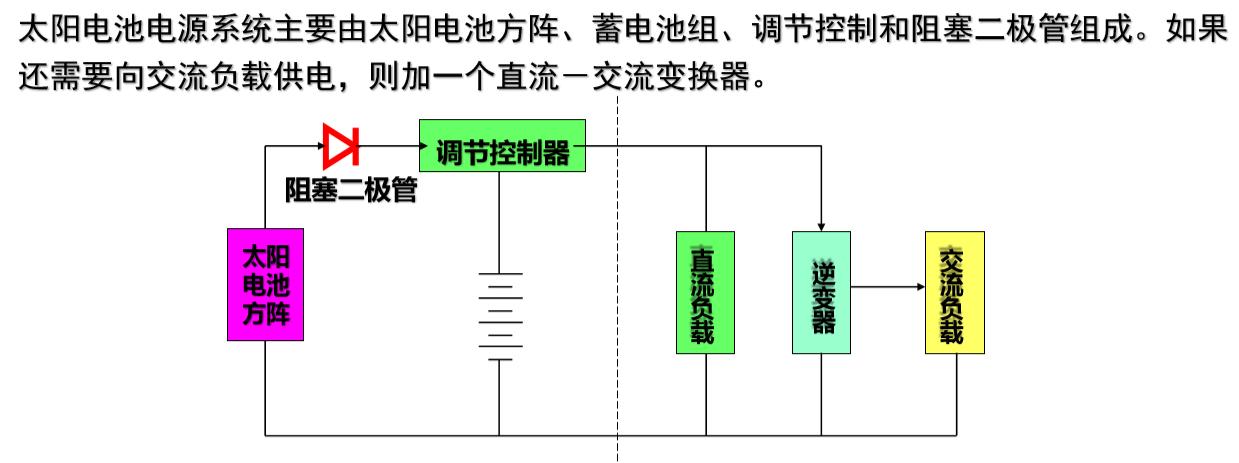 太阳电池电源系统主要由太阳电池方阵、蓄电池组、调节控制和阻塞二极管组成。如果
还需要向交流负载供电，则加一个直流－交流变换器。
调节控制器
阻塞二极管
太阳
电池
方阵
直流负载
逆变器
交流负载